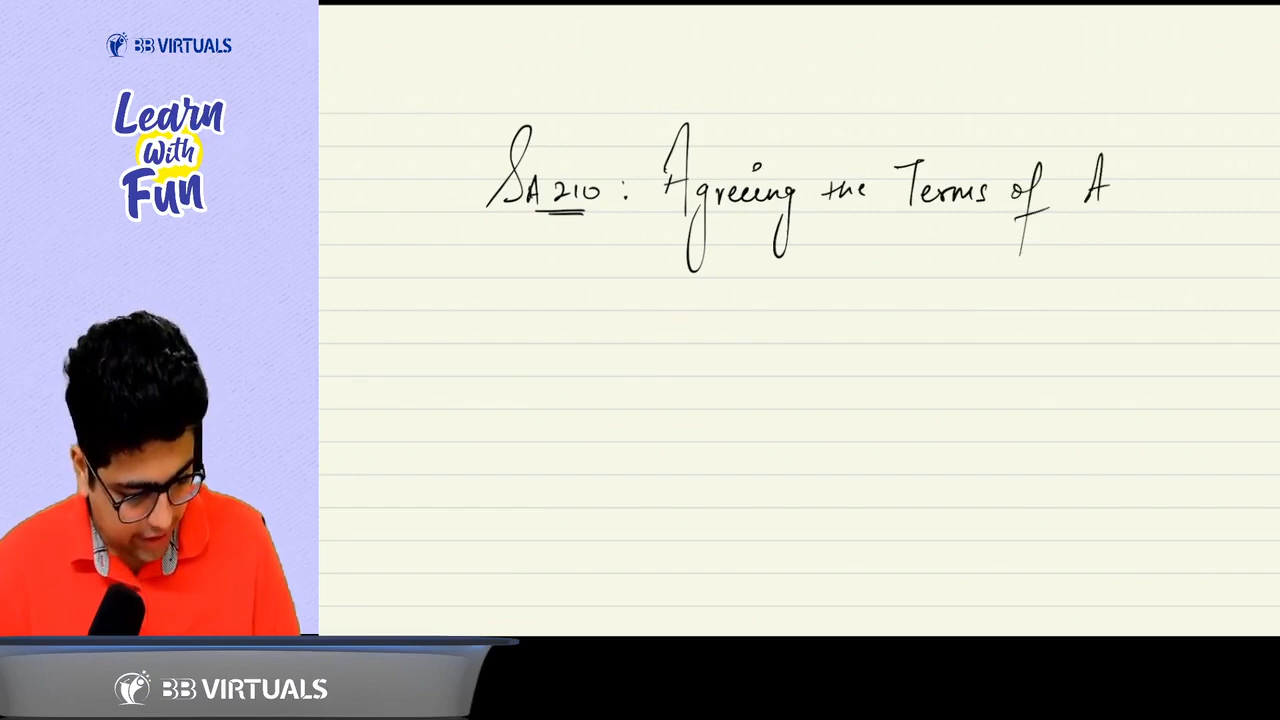 BB VIRTUALS
Learn
With
Fun
SA 210 : Agreeing the Terms of A
BB VIRTUALS